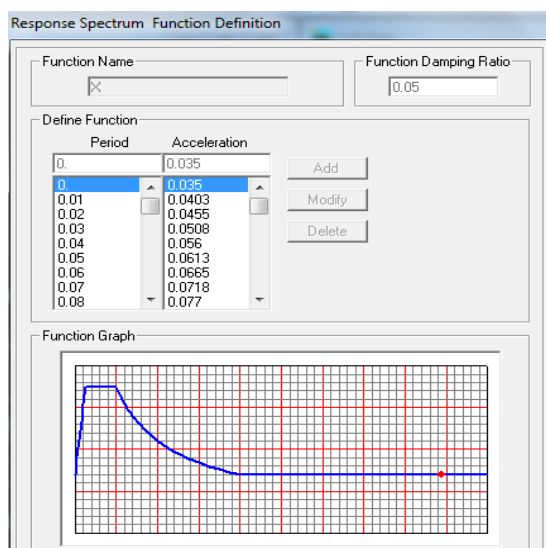 Response Spectrum Function Definition
Function Name
X
Function Damping Ratio
0.05
Define Function
Period Acceleration
0. 0.035
Add
0. 0.035
0.01 0.0403
Modify
0.02 0.0455
0.03 0.0508
Delete
0.04 0.056
0.05 0.0613
0.06 0.0665
0.07 0.0718
0.08 0.077
Function Graph